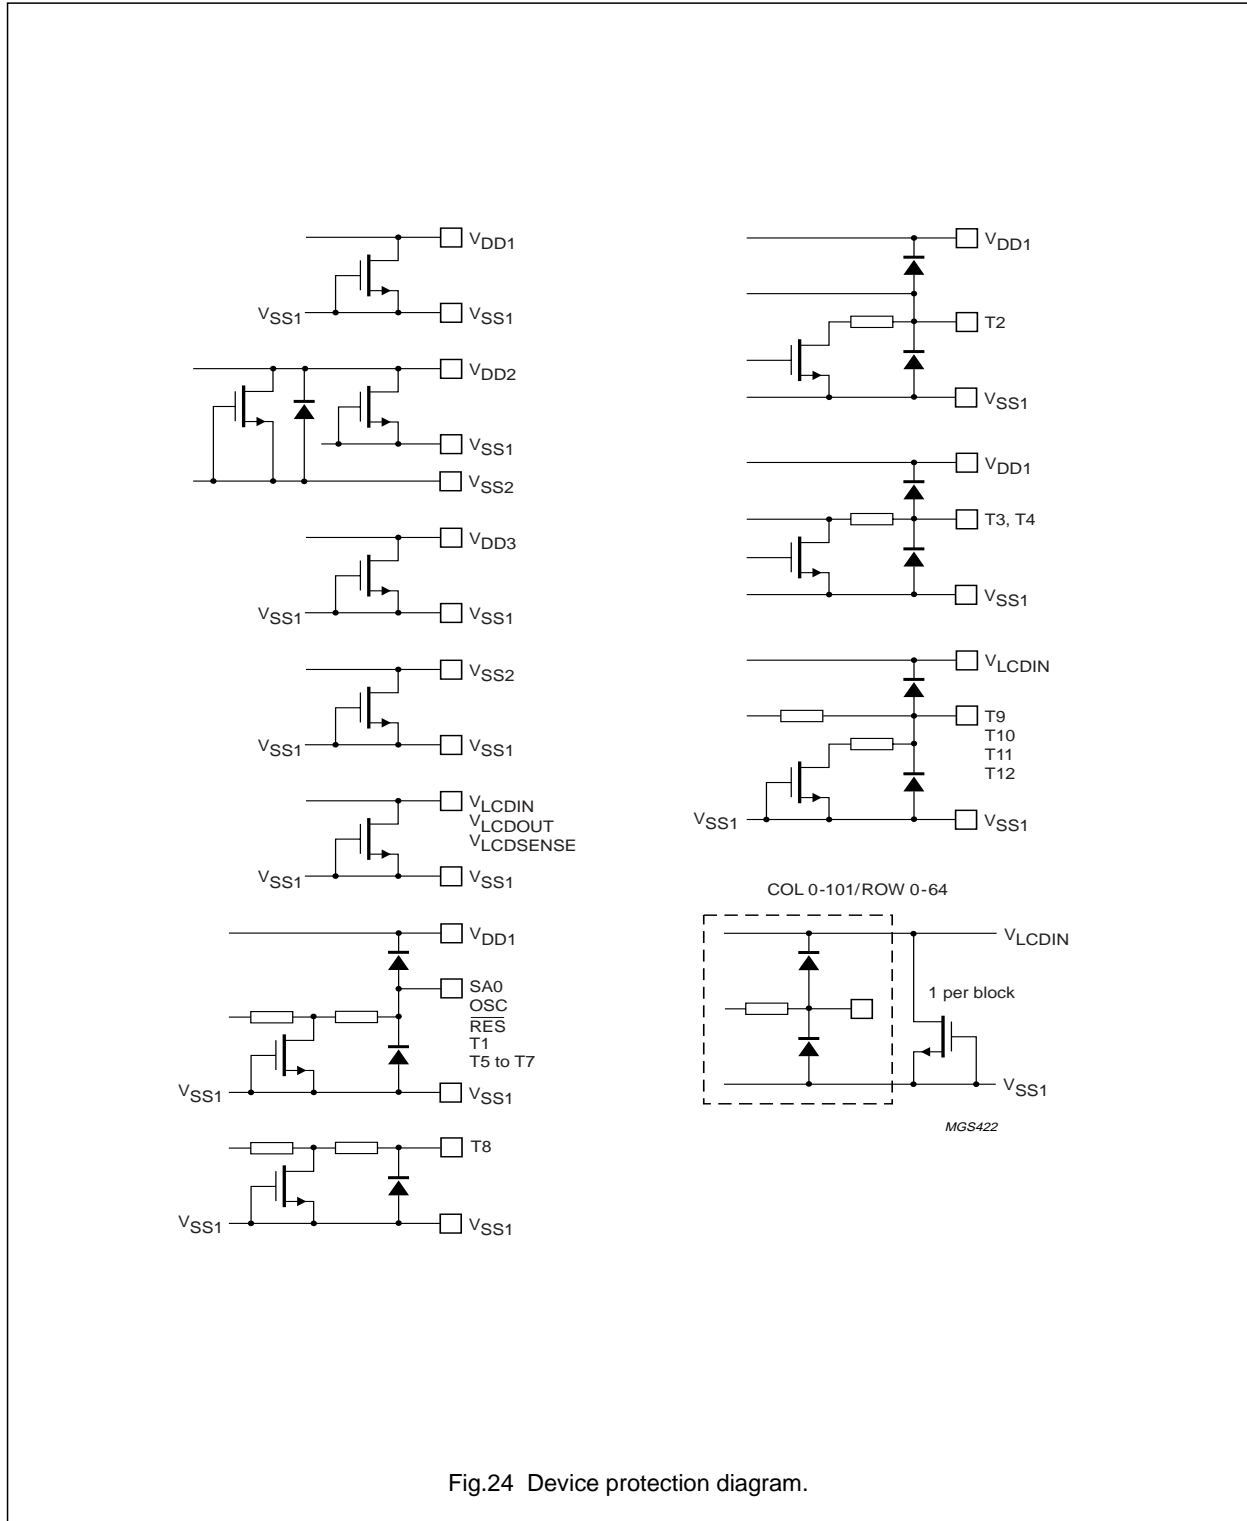 VDD1
VSS1
VSS1
VDD2
VSS1
VSS2
VDD3
VSS1
VSS1
VSS2
VSS1
VSS1
VLCDIN
VLCDOUT
VLCDSENSE
VSS1
VSS1
VDD1
SA0
OSC
RES
T1
T5 to T7
VSS1
VSS1
T8
VSS1
VSS1
VDD1
T2
VSS1
VDD1
T3, T4
VSS1
VLCDIN
T9
T10
T11
T12
VSS1
VSS1
COL 0-101/ROW 0-64
VLCDIN
1 per block
VSS1
MGS422
Fig.24 Device protection diagram.